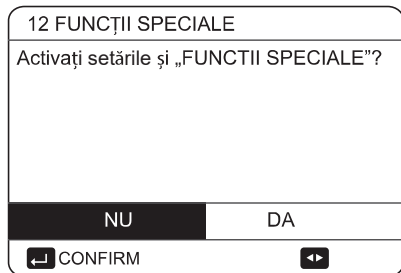 12 FUNCȚII SPECIALE
Activați setările și „FUNCTII SPECIALE”?
NU DA
CONFIRM